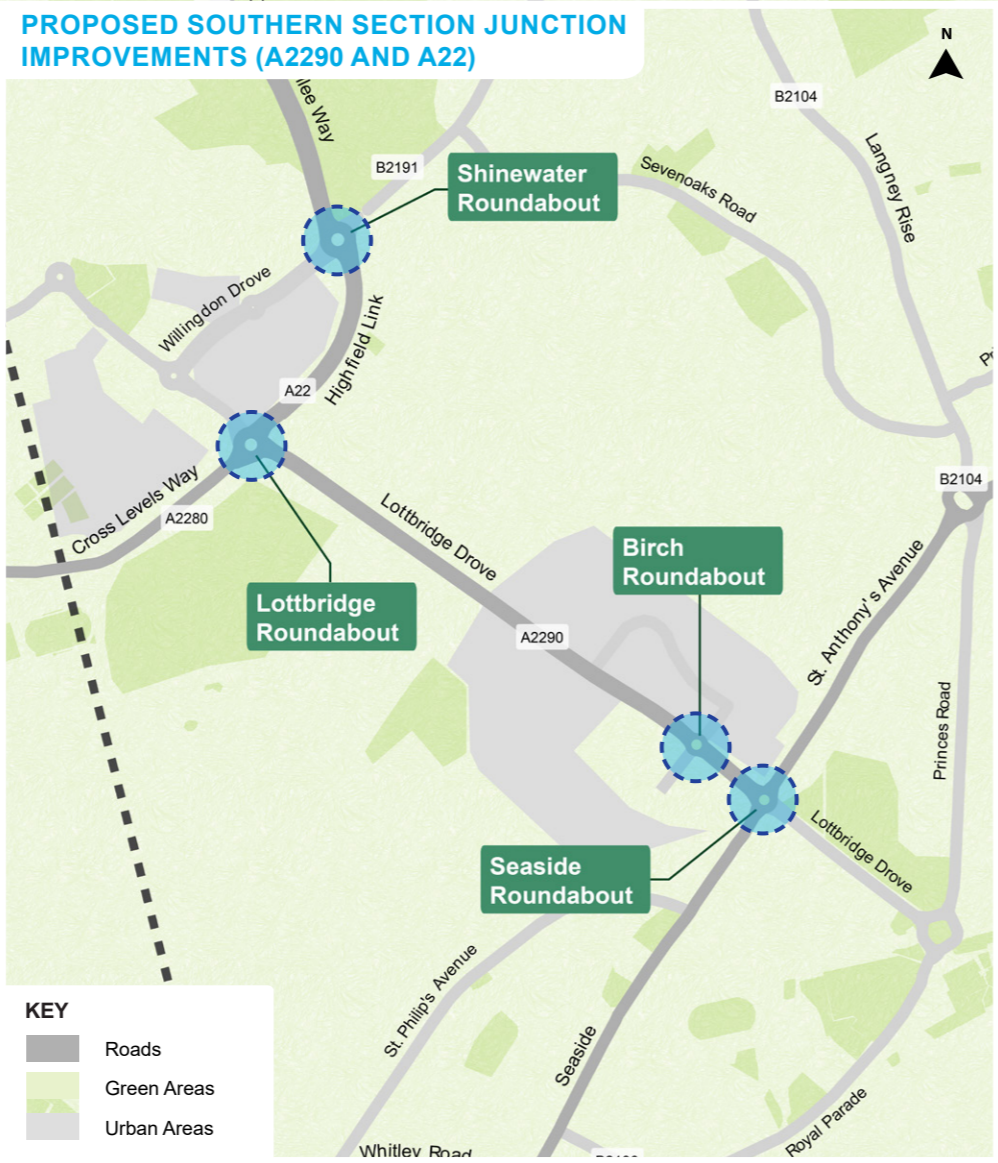 PROPOSED SOUTHERN SECTION JUNCTION
IMPROVEMENTS (A2290 AND A22)
N
B2104
Langney Rise
B2191
Shinewater
Roundabout
Sevenoaks Road
Willingdon Drove
Highfield Link
A22
Cross Levels Way
A2280
Lottbridge Drove
B2104
Birch
Roundabout
Lottbridge
Roundabout
A2290
St. Anthony's Avenue
Princes Road
Lottbridge Drove
Seaside
Roundabout
St. Philip's Avenue
Seaside
Royal Parade
Whitley Road
KEY
Roads
Green Areas
Urban Areas